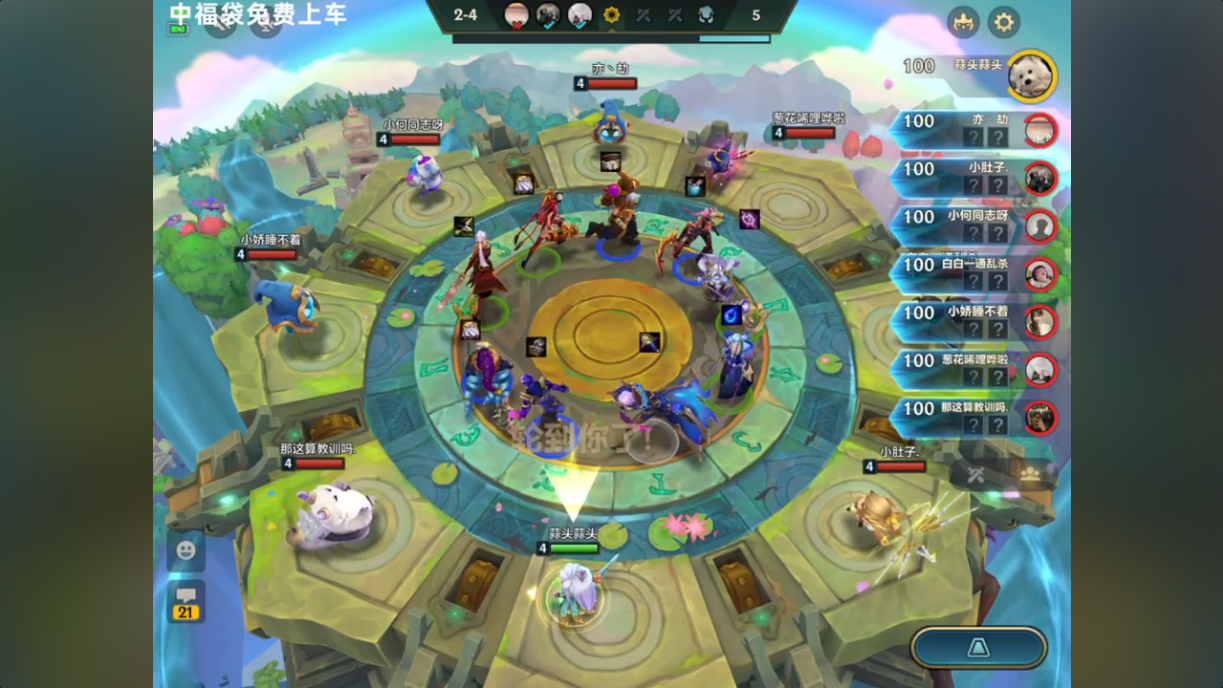 中福袋免费上车
2-4
5
亦丶劫
4
小何同志呀
4
葱花唏哩哗啦
4
小娇睡不着
4
那这算教训吗.
4
小肚子.
4
轮到你了！
蒜头蒜头
4
21
100 蒜头蒜头
100 亦丶劫
? ?
100 小肚子.
? ?
100 小何同志呀
? ?
100 白白一通乱杀
? ?
100 小娇睡不着
? ?
100 葱花唏哩哗啦
? ?
100 那这算教训吗.
? ?